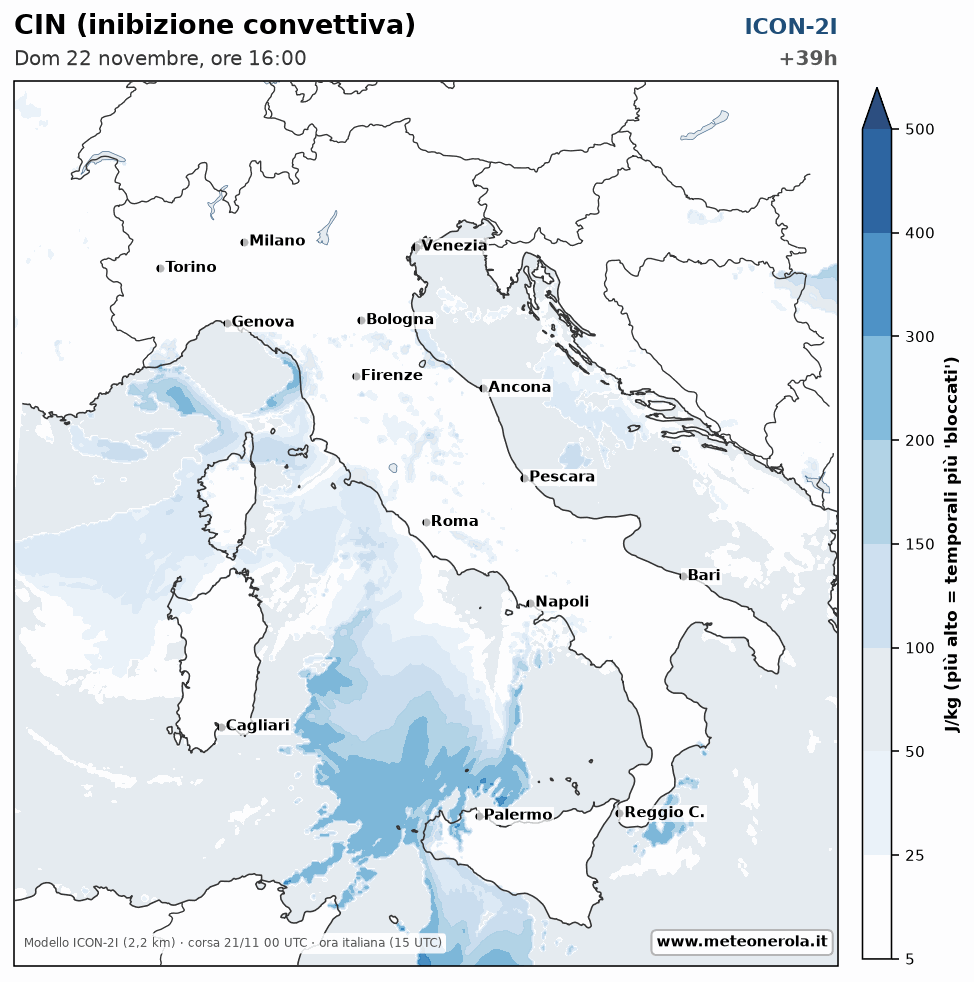 CIN (inibizione convettiva)
ICON-2I
Dom 22 novembre, ore 16:00
+39h
Milano
Venezia
Torino
Genova
Bologna
Firenze
Ancona
Pescara
Roma
Bari
Napoli
Cagliari
Palermo
Reggio C.
Modello ICON-2I (2,2 km) · corsa 21/11 00 UTC · ora italiana (15 UTC)
www.meteonerola.it
500
400
300
200
150
100
50
25
5
J/kg (più alto = temporali più 'bloccati')